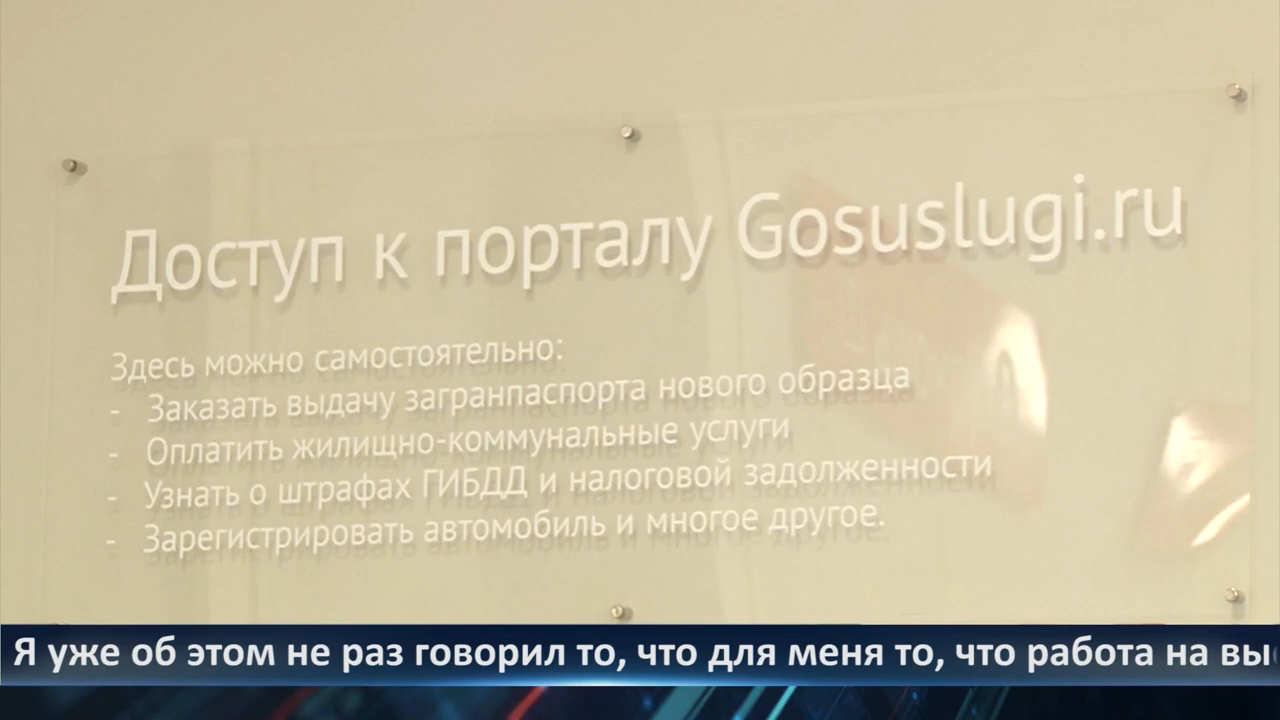 Доступ к порталу Gosuslugi.ru
Здесь можно самостоятельно:
- Заказать выдачу загранпаспорта нового образца
- Оплатить жилищно-коммунальные услуги
- Узнать о штрафах ГИБДД и налоговой задолженности
- Зарегистрировать автомобиль и многое другое.
Я уже об этом не раз говорил то, что для меня то, что работа на